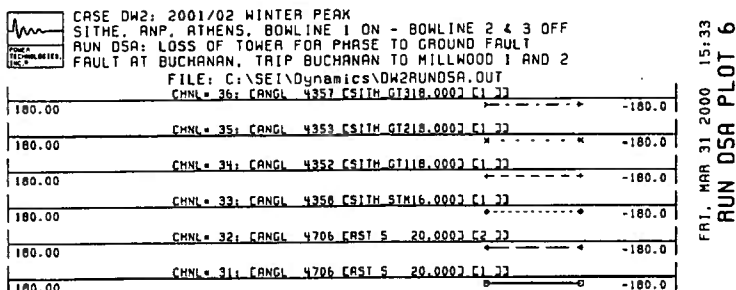 CASE DW2: 2001/02 WINTER PEAK
SITHE, ANP, ATHENS, BOWLINE 1 ON - BOWLINE 2 & 3 OFF
RUN DSA: LOSS OF TOWER FOR PHASE TO GROUND FAULT
FAULT AT BUCHANAN, TRIP BUCHANAN TO MILLWOOD 1 AND 2
POWER TECHNOLOGIES, INC.®
FILE: C:\SEI\Dynamics\DW2RUNDSA.OUT
CHNL# 36: [ANGL 4357 [SITH_GT318.000] [1 ]]
180.00 -180.0
CHNL# 35: [ANGL 4353 [SITH_GT218.000] [1 ]]
180.00 -180.0
CHNL# 34: [ANGL 4352 [SITH_GT118.000] [1 ]]
180.00 -180.0
CHNL# 33: [ANGL 4358 [SITH_STM16.000] [1 ]]
180.00 -180.0
CHNL# 32: [ANGL 4706 EAST 5 20.000] [2 ]]
180.00 -180.0
CHNL# 31: [ANGL 4706 EAST 5 20.000] [1 ]]
180.00 -180.0
FRI, MAR 31 2000 15:33
RUN DSA PLOT 6